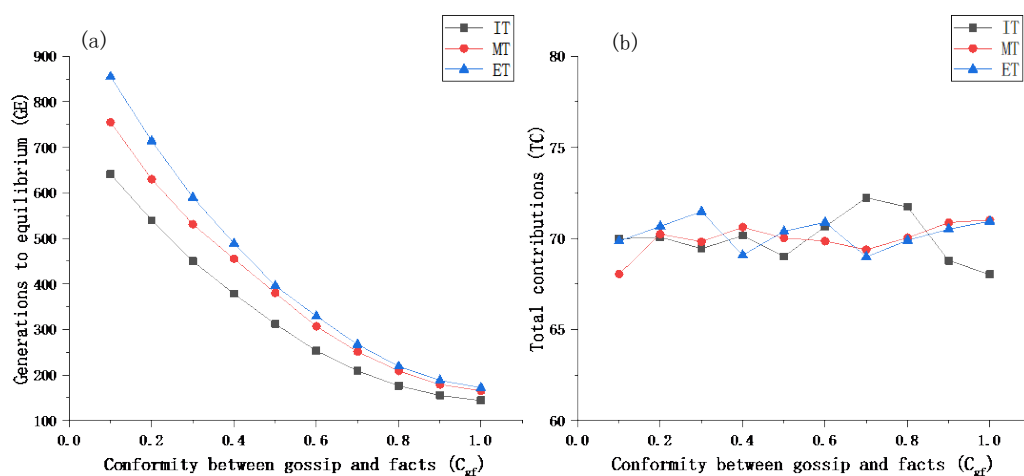 (a)
IT
MT
ET
Generations to equilibrium (GE)
900
800
700
600
500
400
300
200
100
0.0 0.2 0.4 0.6 0.8 1.0
Conformity between gossip and facts (Cgf)
(b)
IT
MT
ET
Total contributions (TC)
80
75
70
65
60
0.0 0.2 0.4 0.6 0.8 1.0
Conformity between gossip and facts (Cgf)